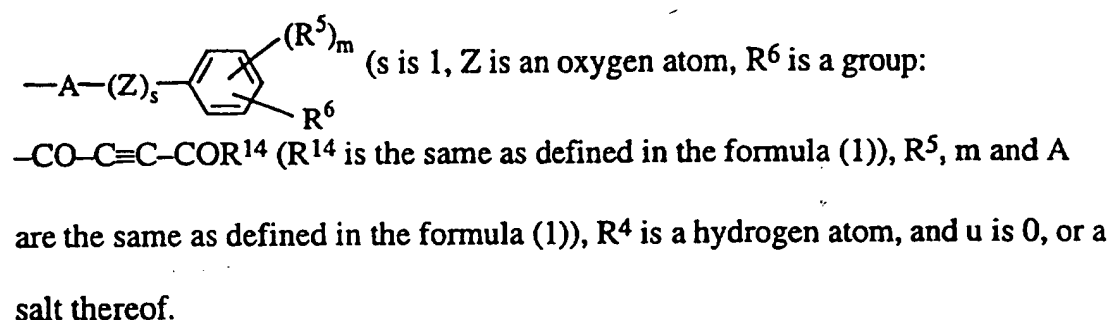 (R⁵)m
—A—(Z)s (s is 1, Z is an oxygen atom, R⁶ is a group:
R⁶
–CO–C≡C–COR¹⁴ (R¹⁴ is the same as defined in the formula (1)), R⁵, m and A
are the same as defined in the formula (1)), R⁴ is a hydrogen atom, and u is 0, or a
salt thereof.